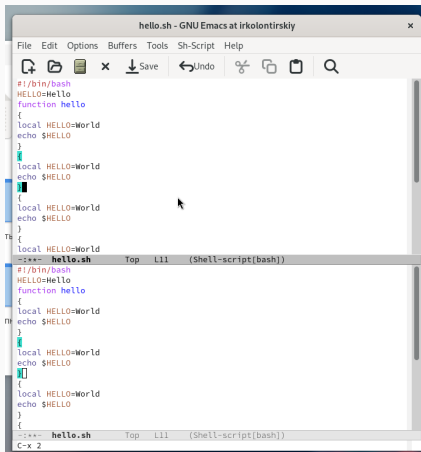 hello.sh - GNU Emacs at irkolontirskiy
File Edit Options Buffers Tools Sh-Script Help
Save Undo
#!/bin/bash
HELLO=Hello
function hello
{
local HELLO=World
echo $HELLO
}
{
local HELLO=World
echo $HELLO
}
{
local HELLO=World
echo $HELLO
}
{
local HELLO=World
-:**- hello.sh Top L11 (Shell-script[bash])
#!/bin/bash
HELLO=Hello
function hello
{
local HELLO=World
echo $HELLO
}
{
local HELLO=World
echo $HELLO
}
{
local HELLO=World
echo $HELLO
}
{
-:**- hello.sh Top L11 (Shell-script[bash])
C-x 2